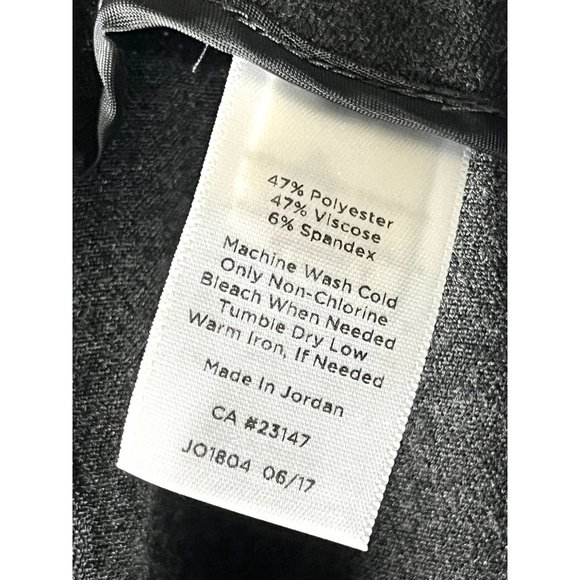 47% Polyester
47% Viscose
6% Spandex
Machine Wash Cold
Only Non-Chlorine
Bleach When Needed
Tumble Dry Low
Warm Iron, If Needed
Made In Jordan
CA #23147
JO1804 06/17